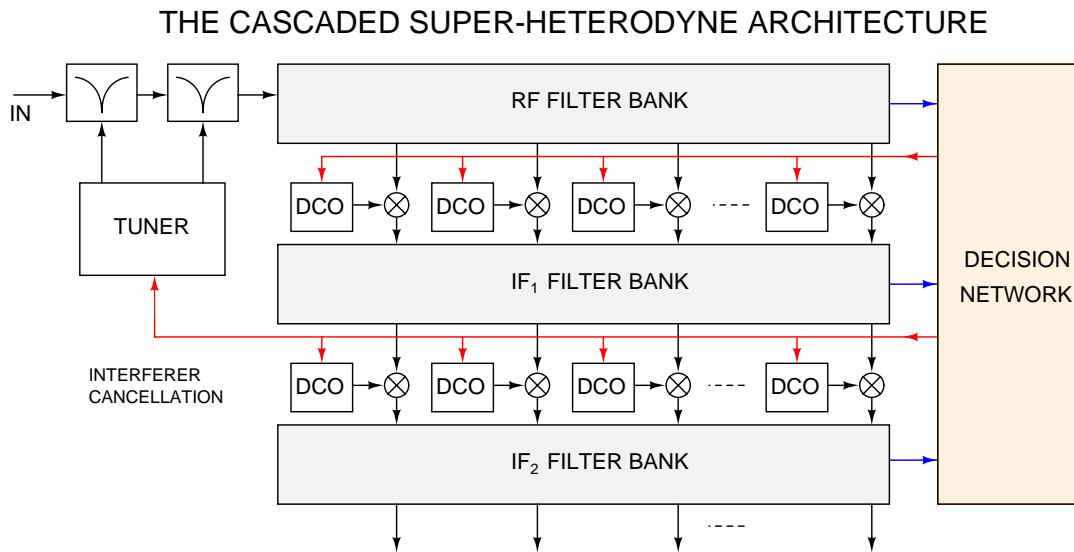 THE CASCADED SUPER-HETERODYNE ARCHITECTURE
IN
RF FILTER BANK
DCO
DCO
DCO
DCO
TUNER
IF₁ FILTER BANK
DECISION
NETWORK
INTERFERER
CANCELLATION
DCO
DCO
DCO
DCO
IF₂ FILTER BANK